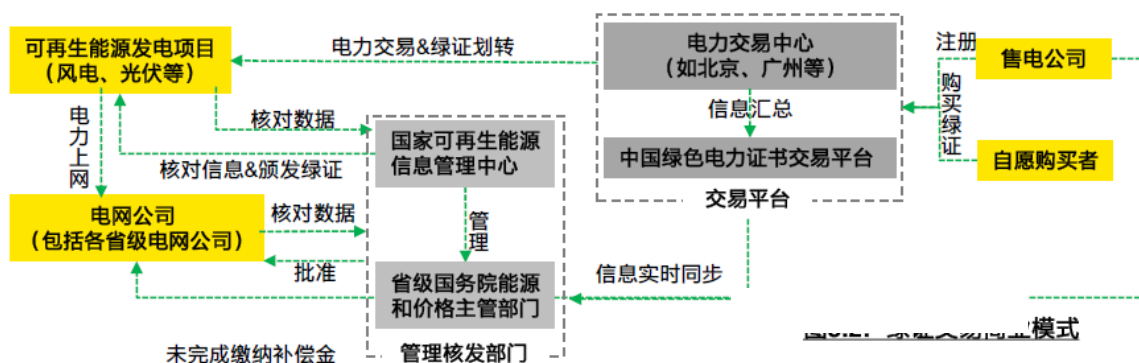 可再生能源发电项目
（风电、光伏等）
电力交易&绿证划转
电力交易中心
（如北京、广州等）
注册
售电公司
电力上网
核对数据
信息汇总
购买绿证
国家可再生能源
信息管理中心
核对信息&颁发绿证
中国绿色电力证书交易平台
自愿购买者
交易平台
电网公司
（包括各省级电网公司）
核对数据
管理
批准
省级国务院能源
和价格主管部门
信息实时同步
绿证交易商业模式
未完成缴纳补偿金
管理核发部门